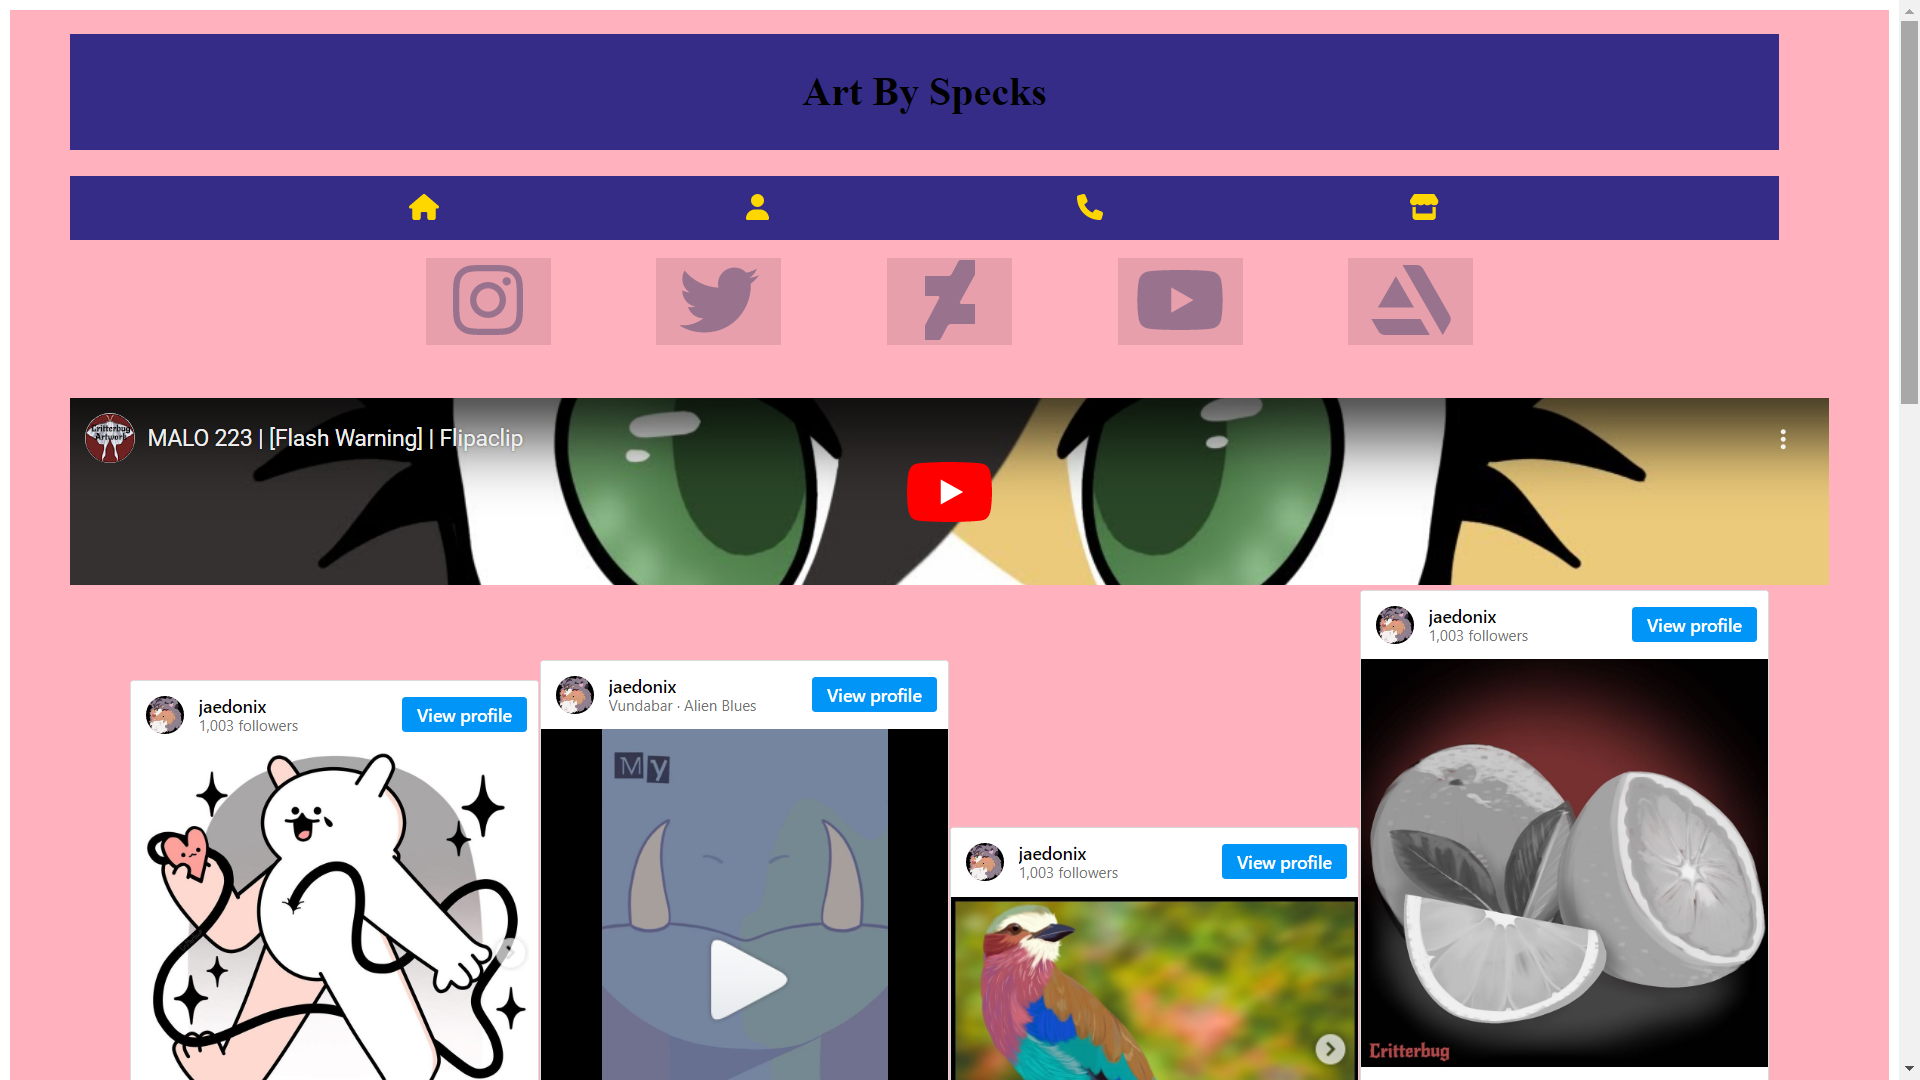 Art By Specks
Critterbug
Artwork
MALO 223 | [Flash Warning] | Flipaclip
jaedonix
1,003 followers
View profile
jaedonix
Vundabar · Alien Blues
View profile
My
jaedonix
1,003 followers
View profile
jaedonix
1,003 followers
View profile
Critterbug